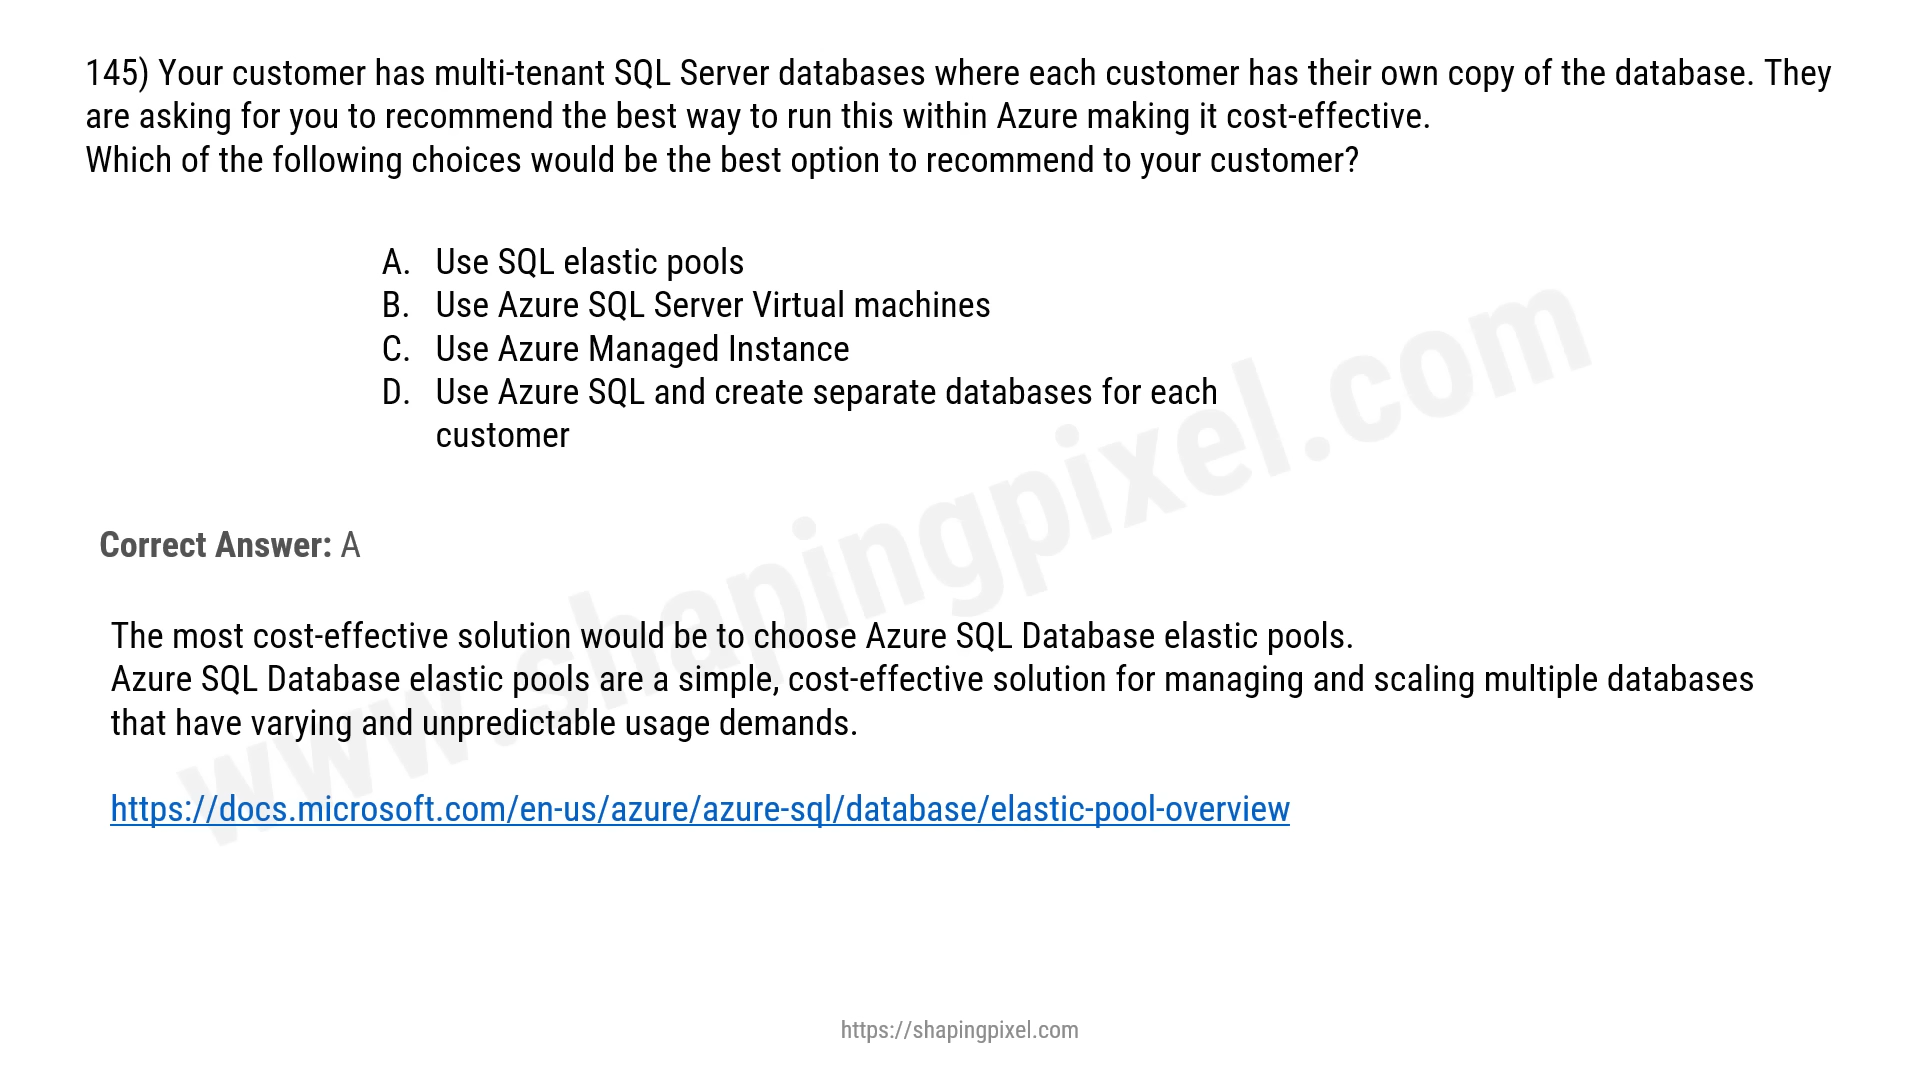 145) Your customer has multi-tenant SQL Server databases where each customer has their own copy of the database. They
are asking for you to recommend the best way to run this within Azure making it cost-effective.
Which of the following choices would be the best option to recommend to your customer?
A. Use SQL elastic pools
B. Use Azure SQL Server Virtual machines
C. Use Azure Managed Instance
D. Use Azure SQL and create separate databases for each
customer
Correct Answer: A
The most cost-effective solution would be to choose Azure SQL Database elastic pools.
Azure SQL Database elastic pools are a simple, cost-effective solution for managing and scaling multiple databases
that have varying and unpredictable usage demands.
https://docs.microsoft.com/en-us/azure/azure-sql/database/elastic-pool-overview
www.shapingpixel.com
https://shapingpixel.com